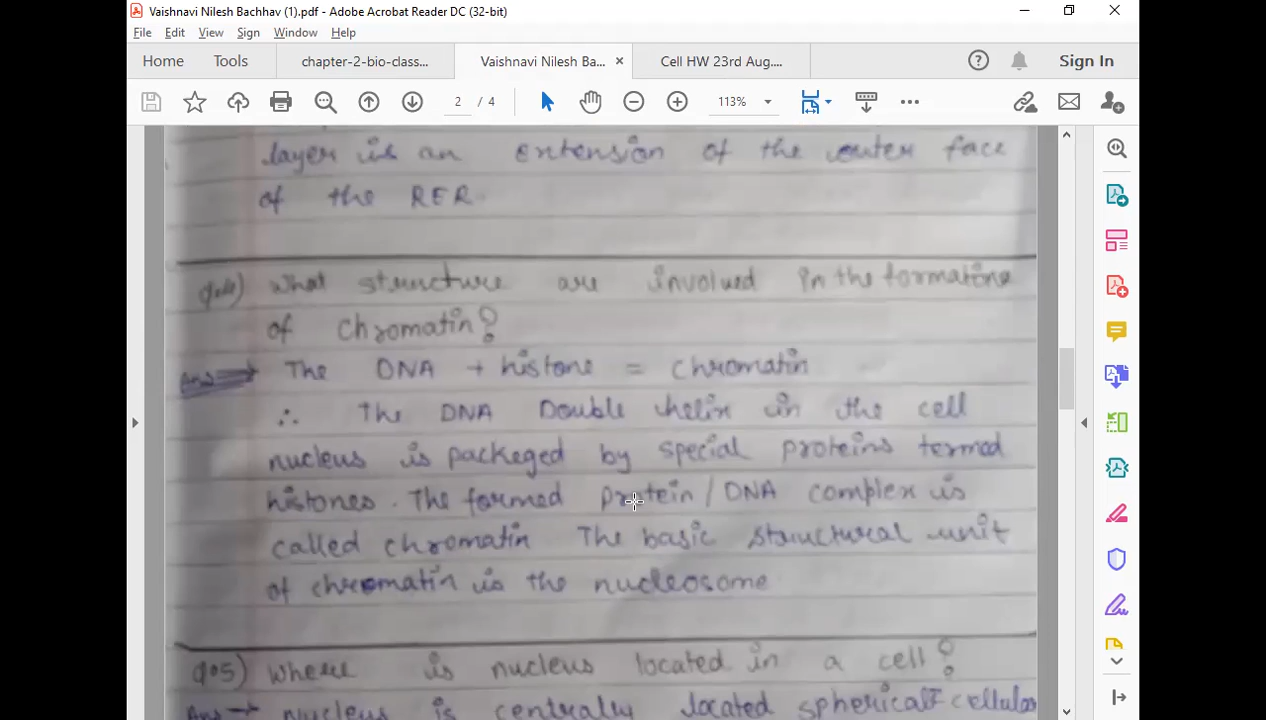 Vaishnavi Nilesh Bachhav (1).pdf - Adobe Acrobat Reader DC (32-bit)
File Edit View Sign Window Help
Home Tools chapter-2-bio-class... Vaishnavi Nilesh Ba... × Cell HW 23rd Aug.... Sign In
2 / 4 113%
layer is an extension of the outer face
of the RER.
What structure are involued in the formations
of Chromatin?
Ans → The DNA + histone = chromatin
∴ The DNA Double helix in the cell
nucleus is packeged by special proteins termed
histones. The formed protein / DNA complex is
called chromatin The basic structural unit
of chromatin is the nucleosome
Q.5) Where is nucleus located in a cell?
Ans → nucleus is centrally located spherical cellular